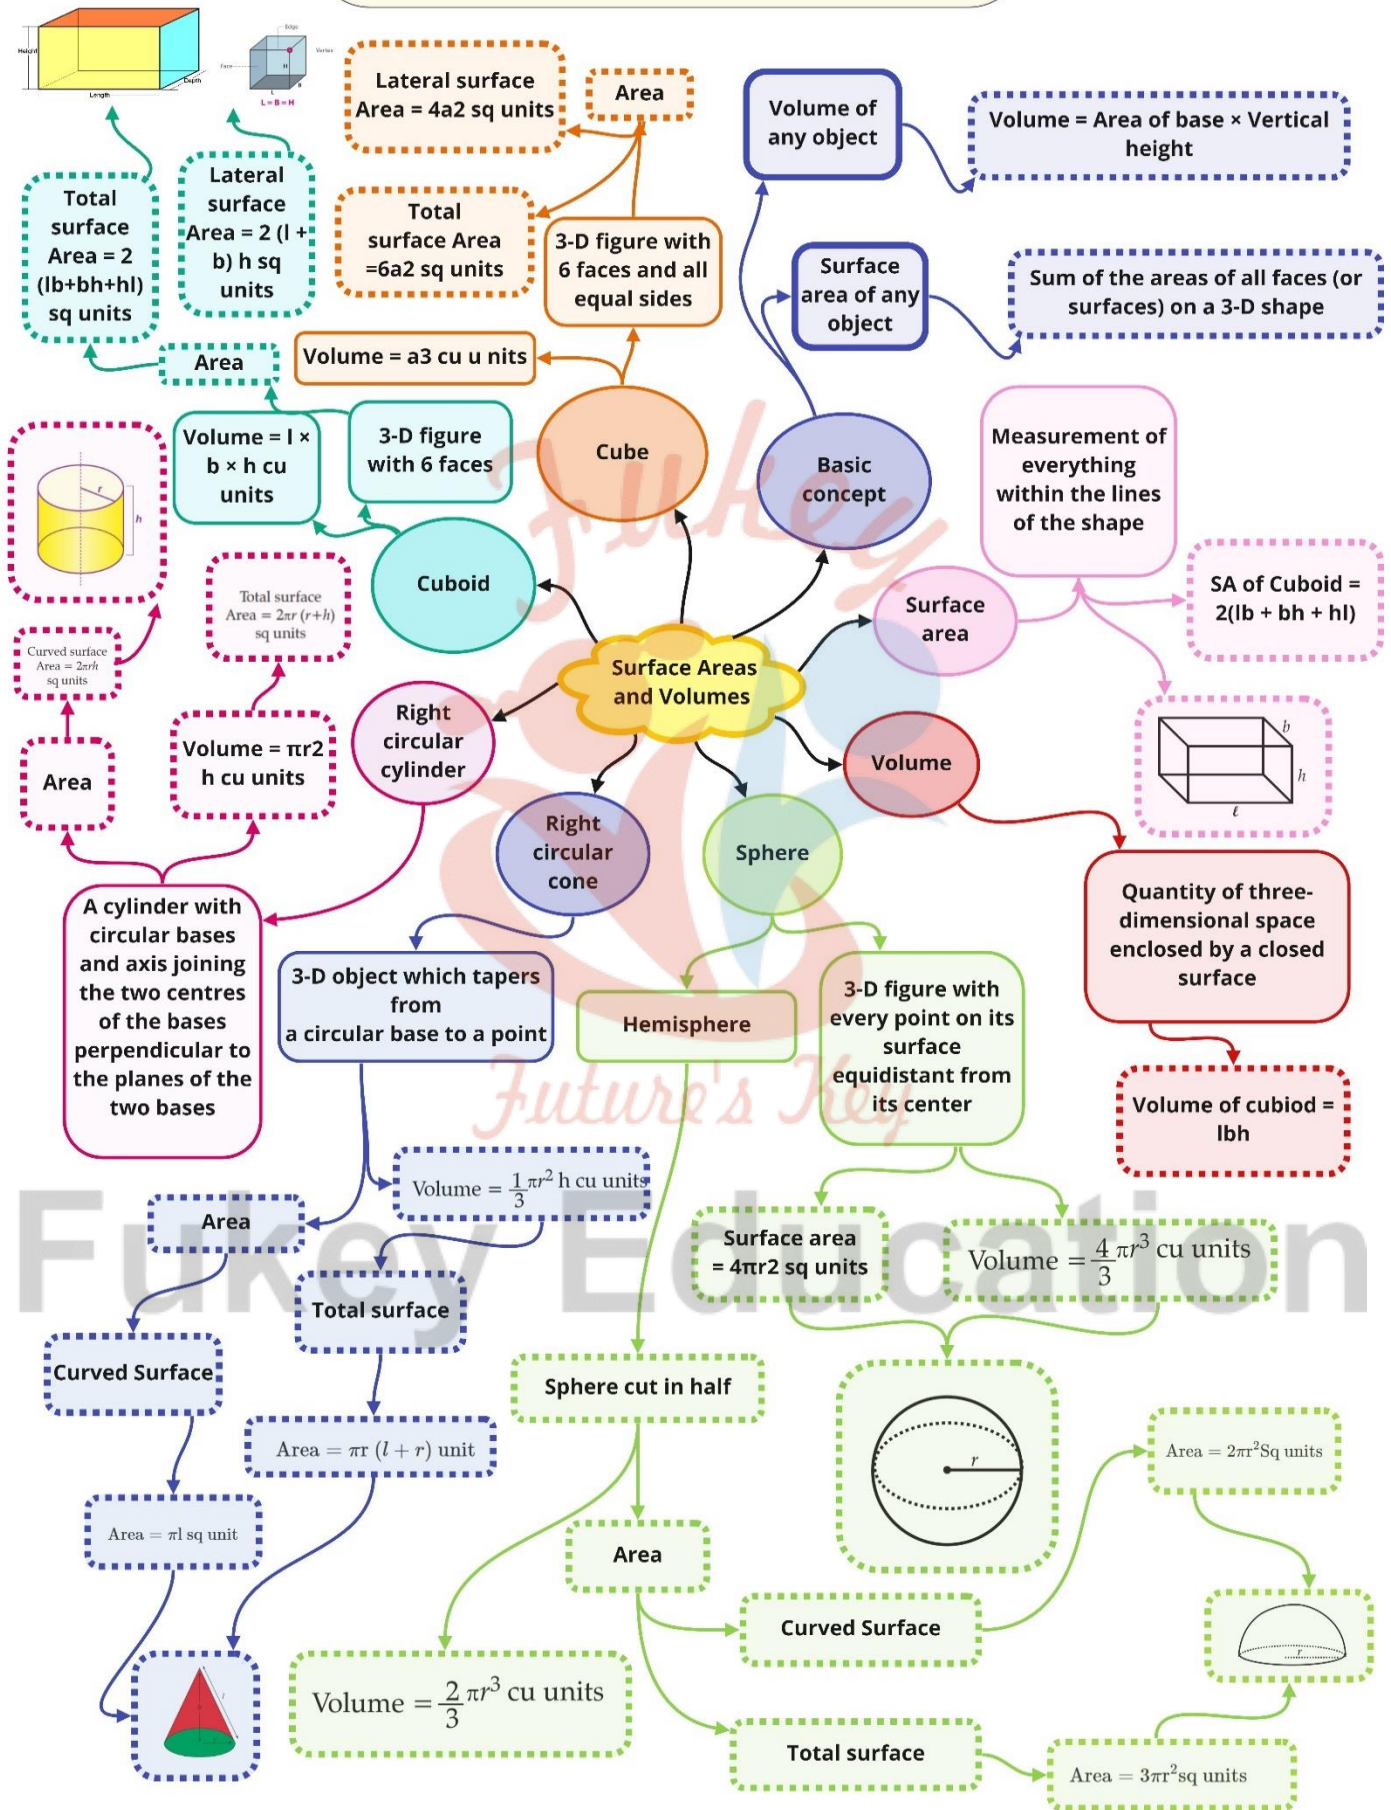 Height
Length
Depth
Edge
Vertex
Face
H
L
B
L = B = H
Lateral surface
Area = 4a2 sq units
Area
Total
surface Area
=6a2 sq units
3-D figure with
6 faces and all
equal sides
Volume = a3 cu u nits
Cube
Volume of
any object
Volume = Area of base × Vertical
height
Surface
area of any
object
Sum of the areas of all faces (or
surfaces) on a 3-D shape
Basic
concept
Total
surface
Area = 2
(lb+bh+hl)
sq units
Lateral
surface
Area = 2 (l +
b) h sq
units
Area
Volume = l ×
b × h cu
units
3-D figure
with 6 faces
Cuboid
Measurement of
everything
within the lines
of the shape
Surface
area
SA of Cuboid =
2(lb + bh + hl)
b
h
ℓ
Surface Areas
and Volumes
r
h
Total surface
Area = 2πr (r+h)
sq units
Curved surface
Area = 2πrh
sq units
Area
Volume = πr2
h cu units
Right
circular
cylinder
A cylinder with
circular bases
and axis joining
the two centres
of the bases
perpendicular to
the planes of the
two bases
Right
circular
cone
3-D object which tapers
from
a circular base to a point
Volume = 1/3 πr² h cu units
Area
Total surface
Curved Surface
Area = πr (l + r) unit
Area = πl sq unit
l
Sphere
Hemisphere
3-D figure with
every point on its
surface
equidistant from
its center
Surface area
= 4πr2 sq units
Volume = 4/3 πr³ cu units
r
Sphere cut in half
Area
Volume = 2/3 πr³ cu units
Curved Surface
Area = 2πr²Sq units
r
Total surface
Area = 3πr²sq units
Volume
Quantity of three-
dimensional space
enclosed by a closed
surface
Volume of cubiod =
lbh
Fukey
Future's Key
Fukey Education